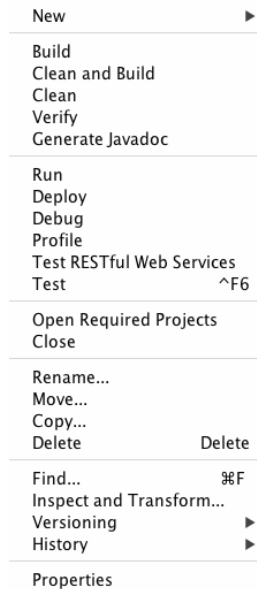 New ▶
Build
Clean and Build
Clean
Verify
Generate Javadoc
Run
Deploy
Debug
Profile
Test RESTful Web Services
Test ^F6
Open Required Projects
Close
Rename...
Move...
Copy...
Delete Delete
Find... ⌘F
Inspect and Transform...
Versioning ▶
History ▶
Properties